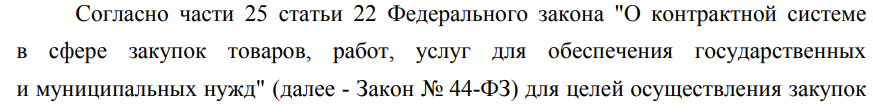 Согласно части 25 статьи 22 Федерального закона "О контрактной системе
в сфере закупок товаров, работ, услуг для обеспечения государственных
и муниципальных нужд" (далее - Закон № 44-ФЗ) для целей осуществления закупок